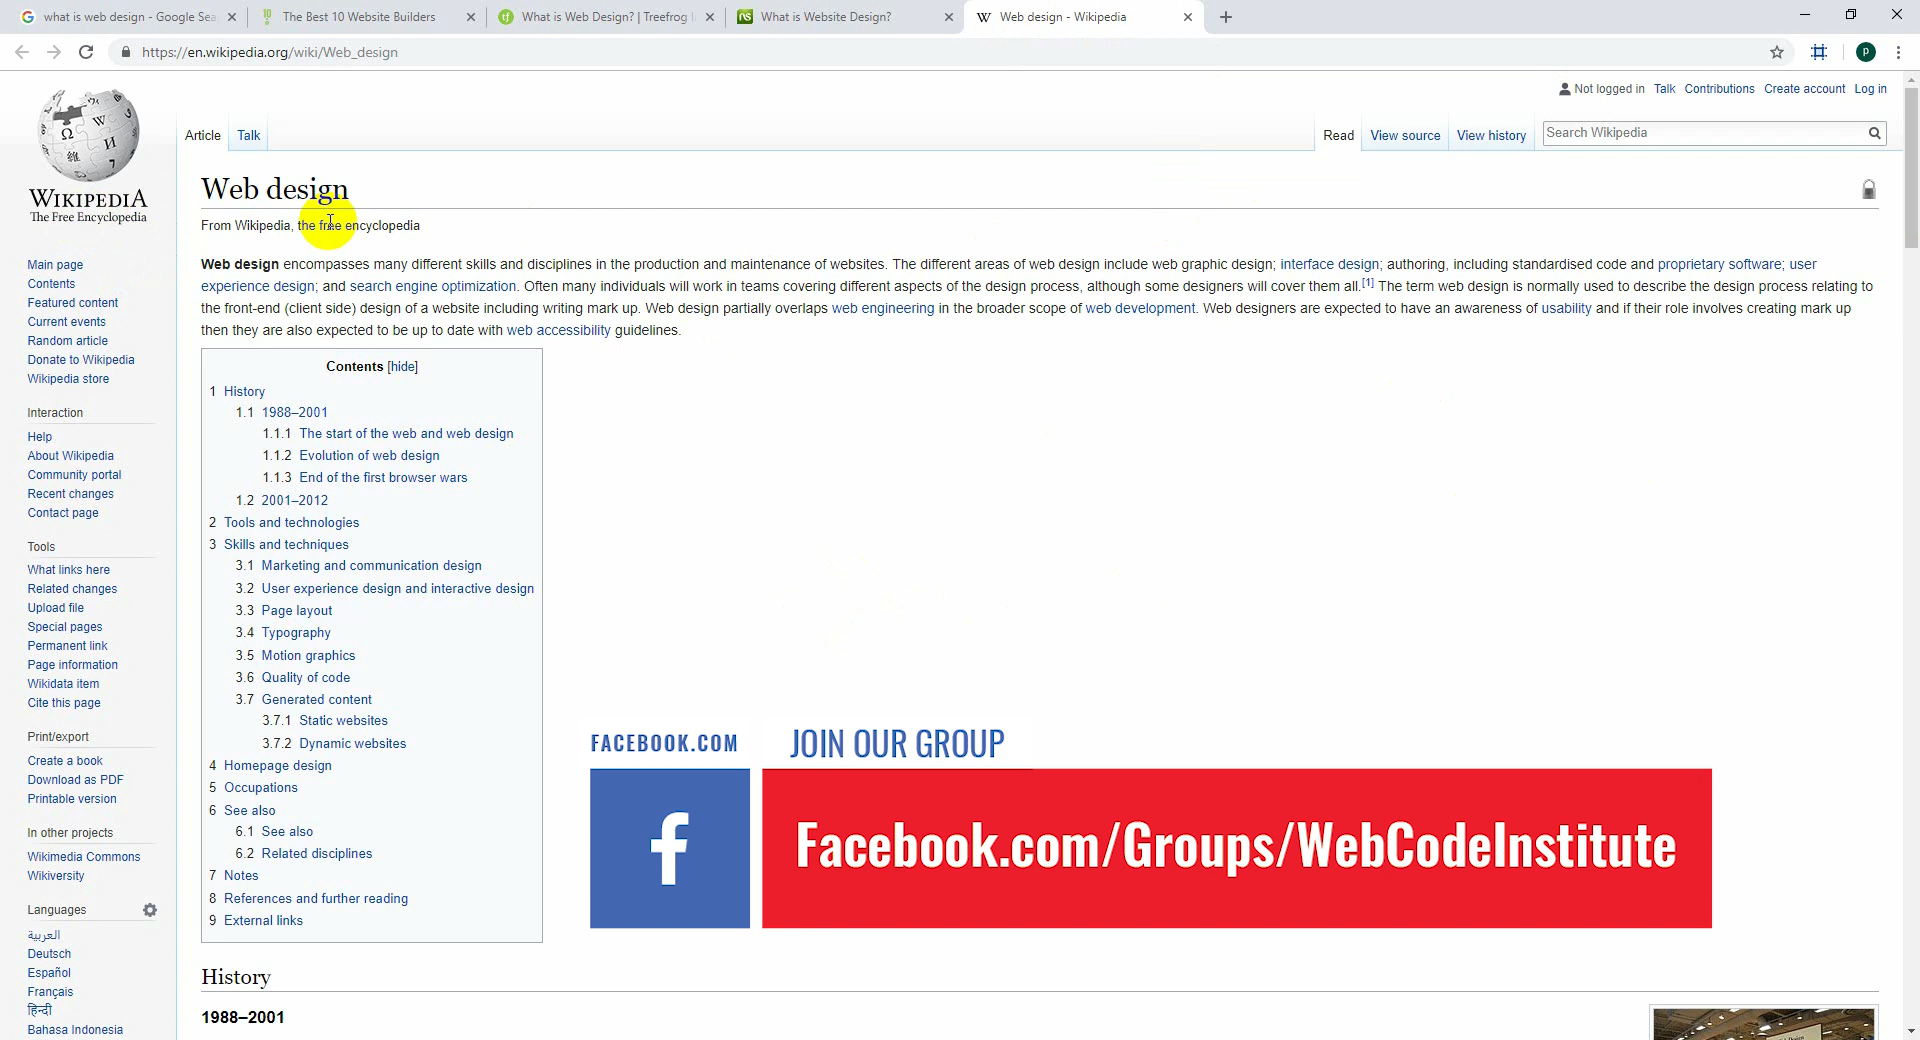 what is web design - Google Sea
The Best 10 Website Builders
What is Web Design? | Treefrog I
What is Website Design?
Web design - Wikipedia
https://en.wikipedia.org/wiki/Web_design
P
Not logged in Talk Contributions Create account Log in
Article Talk
Read View source View history Search Wikipedia
WIKIPEDIA
The Free Encyclopedia
Main page
Contents
Featured content
Current events
Random article
Donate to Wikipedia
Wikipedia store
Interaction
Help
About Wikipedia
Community portal
Recent changes
Contact page
Tools
What links here
Related changes
Upload file
Special pages
Permanent link
Page information
Wikidata item
Cite this page
Print/export
Create a book
Download as PDF
Printable version
In other projects
Wikimedia Commons
Wikiversity
Languages
العربية
Deutsch
Español
Français
हिन्दी
Bahasa Indonesia
Web design
From Wikipedia, the free encyclopedia
Web design encompasses many different skills and disciplines in the production and maintenance of websites. The different areas of web design include web graphic design; interface design; authoring, including standardised code and proprietary software; user
experience design; and search engine optimization. Often many individuals will work in teams covering different aspects of the design process, although some designers will cover them all.[1] The term web design is normally used to describe the design process relating to
the front-end (client side) design of a website including writing mark up. Web design partially overlaps web engineering in the broader scope of web development. Web designers are expected to have an awareness of usability and if their role involves creating mark up
then they are also expected to be up to date with web accessibility guidelines.
Contents [hide]
1 History
1.1 1988–2001
1.1.1 The start of the web and web design
1.1.2 Evolution of web design
1.1.3 End of the first browser wars
1.2 2001–2012
2 Tools and technologies
3 Skills and techniques
3.1 Marketing and communication design
3.2 User experience design and interactive design
3.3 Page layout
3.4 Typography
3.5 Motion graphics
3.6 Quality of code
3.7 Generated content
3.7.1 Static websites
3.7.2 Dynamic websites
4 Homepage design
5 Occupations
6 See also
6.1 See also
6.2 Related disciplines
7 Notes
8 References and further reading
9 External links
FACEBOOK.COM
JOIN OUR GROUP
f
Facebook.com/Groups/WebCodeInstitute
History
1988–2001